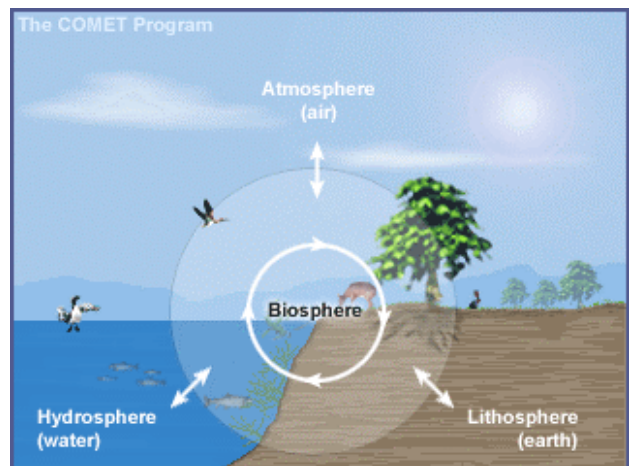 The COMET Program
Atmosphere
(air)
Biosphere
Hydrosphere
(water)
Lithosphere
(earth)